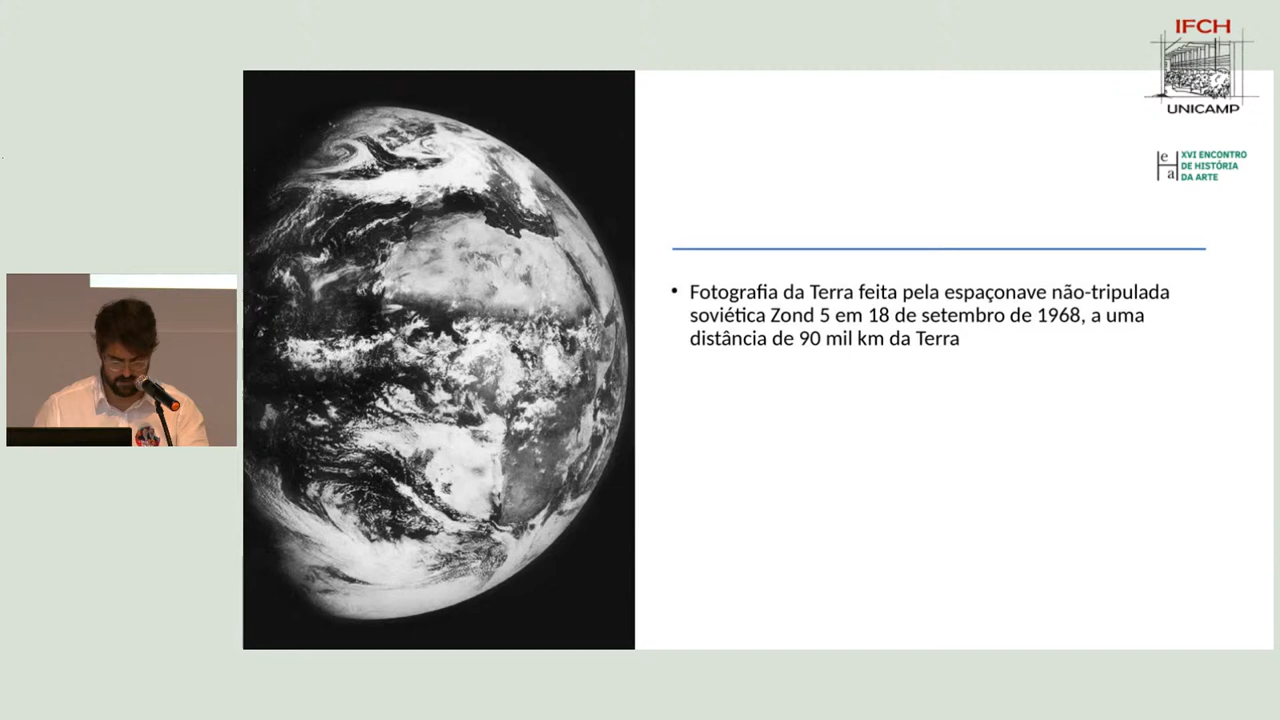 IFCH
UNICAMP
e
H
a
XVI ENCONTRO
DE HISTÓRIA
DA ARTE
• Fotografia da Terra feita pela espaçonave não-tripulada
soviética Zond 5 em 18 de setembro de 1968, a uma
distância de 90 mil km da Terra